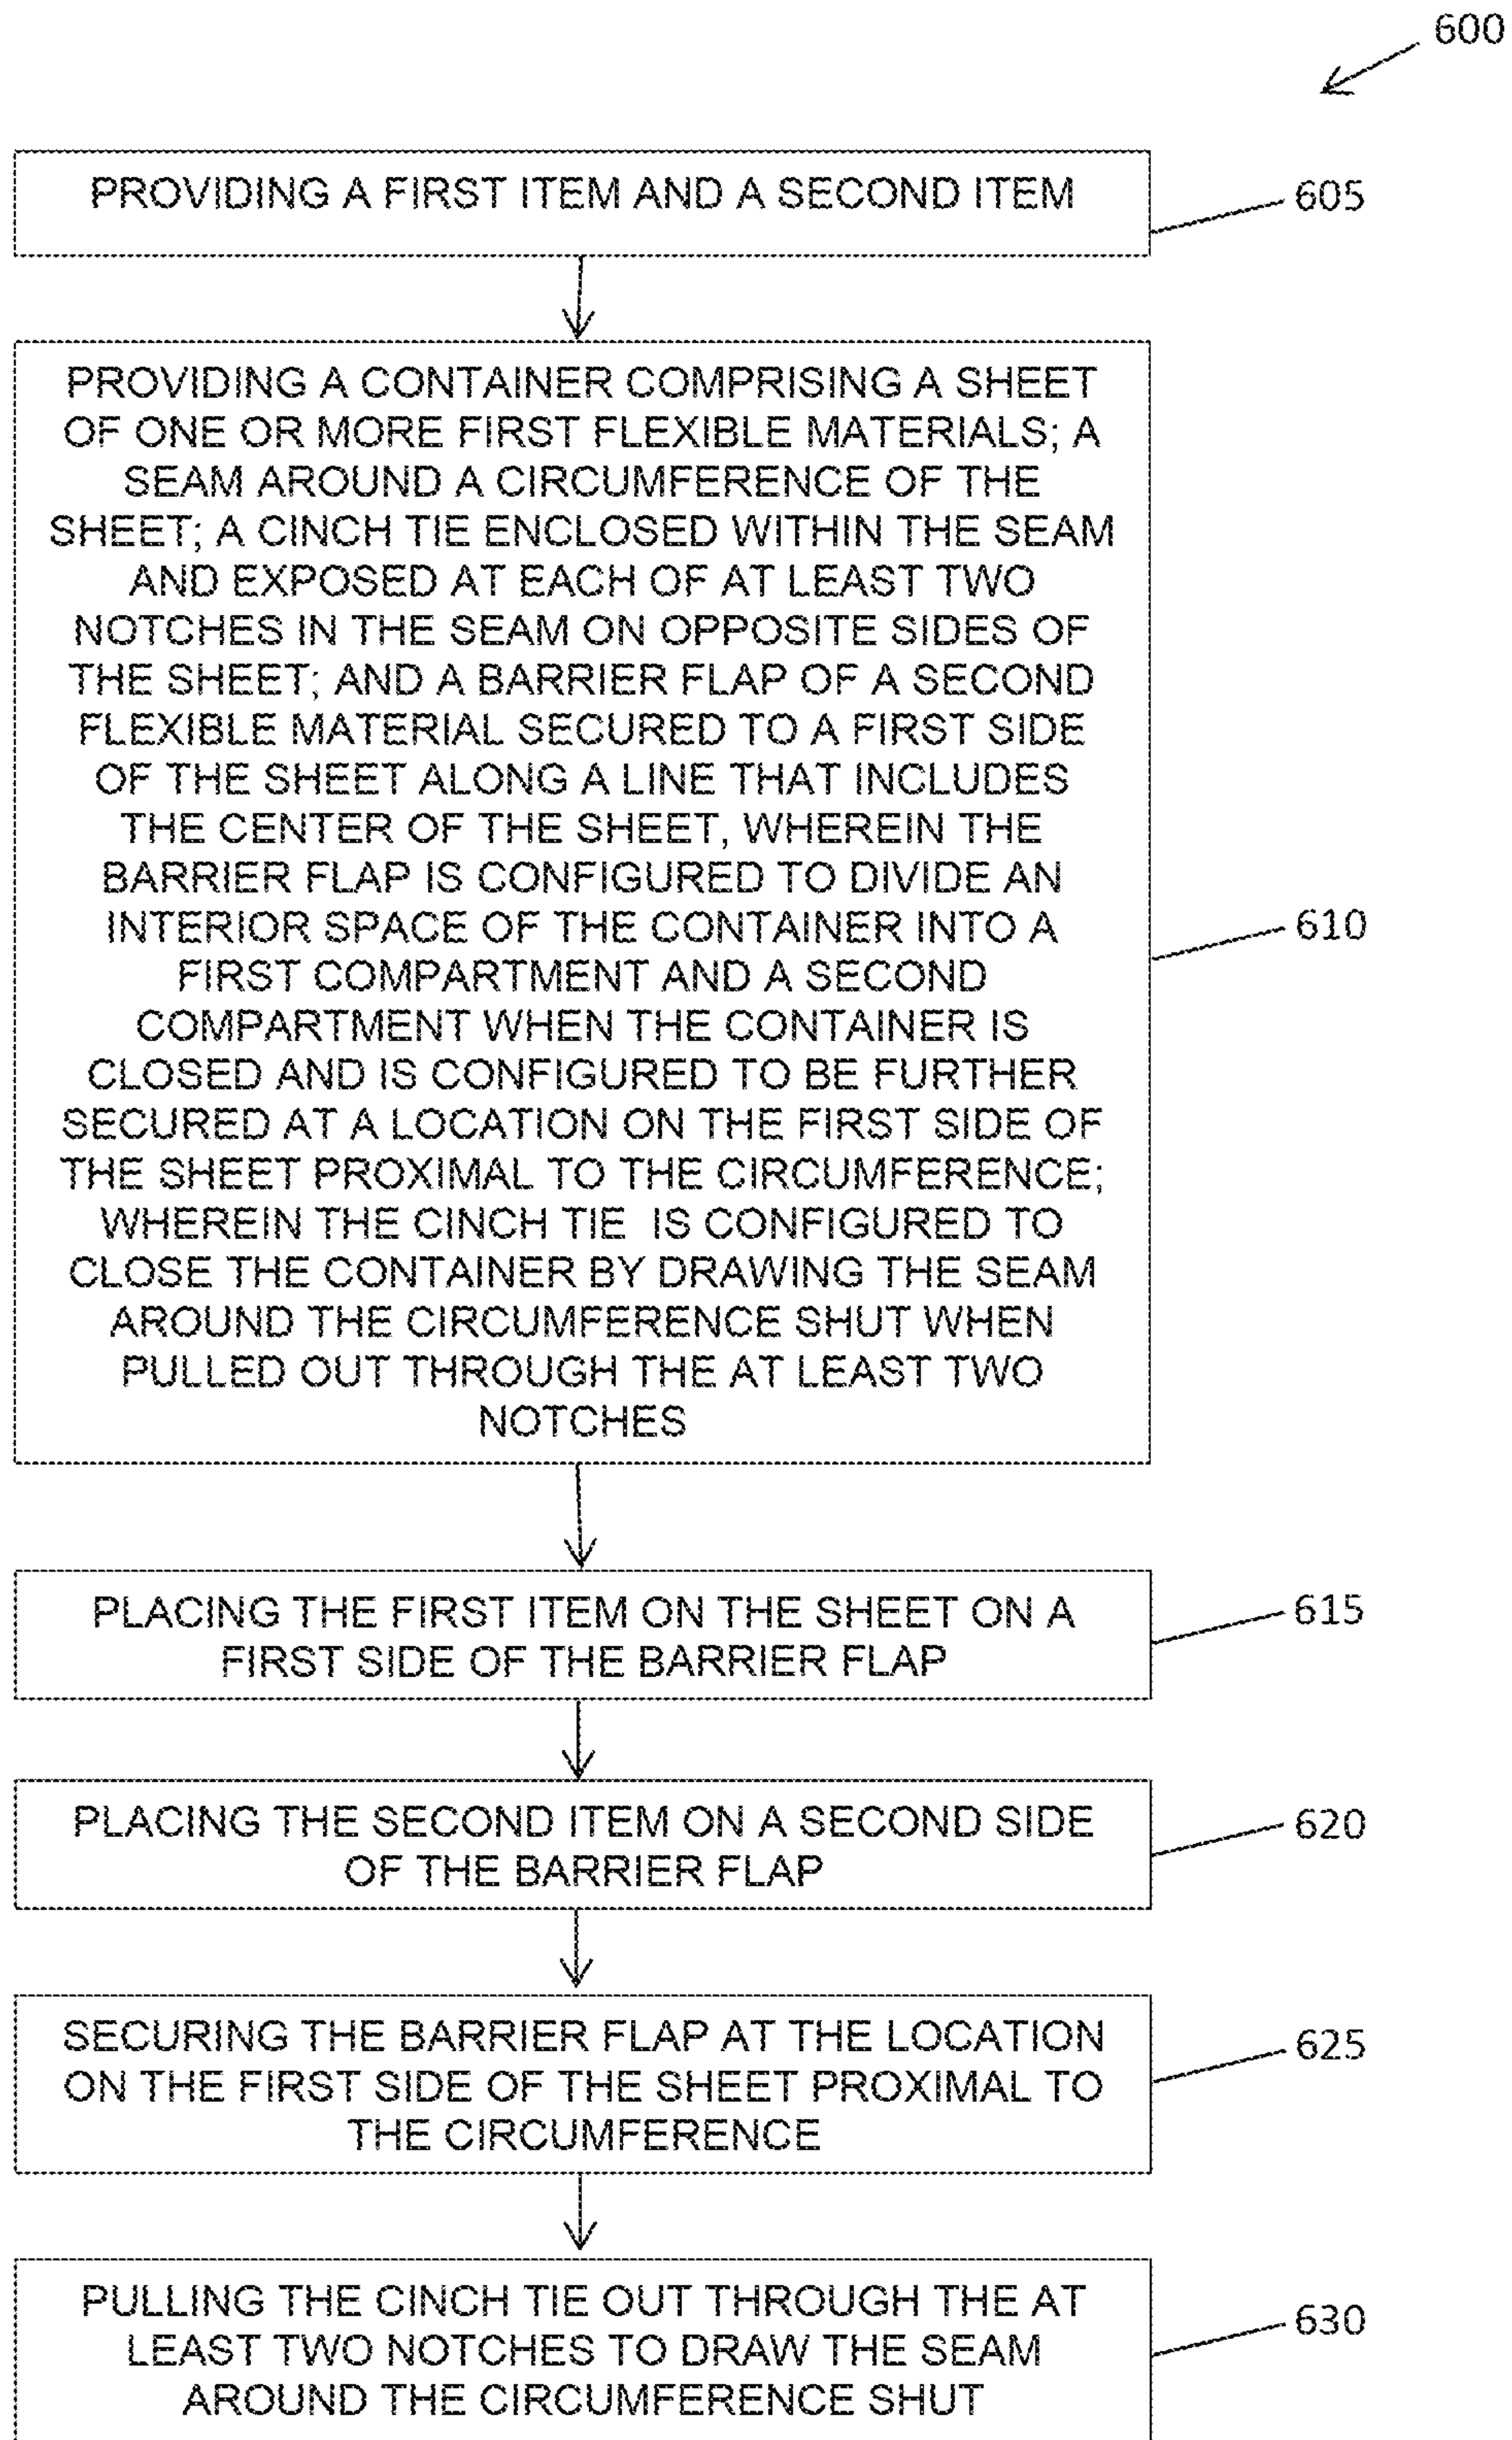 600
PROVIDING A FIRST ITEM AND A SECOND ITEM
605
PROVIDING A CONTAINER COMPRISING A SHEET
OF ONE OR MORE FIRST FLEXIBLE MATERIALS; A
SEAM AROUND A CIRCUMFERENCE OF THE
SHEET; A CINCH TIE ENCLOSED WITHIN THE SEAM
AND EXPOSED AT EACH OF AT LEAST TWO
NOTCHES IN THE SEAM ON OPPOSITE SIDES OF
THE SHEET; AND A BARRIER FLAP OF A SECOND
FLEXIBLE MATERIAL SECURED TO A FIRST SIDE
OF THE SHEET ALONG A LINE THAT INCLUDES
THE CENTER OF THE SHEET, WHEREIN THE
BARRIER FLAP IS CONFIGURED TO DIVIDE AN
INTERIOR SPACE OF THE CONTAINER INTO A
FIRST COMPARTMENT AND A SECOND
COMPARTMENT WHEN THE CONTAINER IS
CLOSED AND IS CONFIGURED TO BE FURTHER
SECURED AT A LOCATION ON THE FIRST SIDE OF
THE SHEET PROXIMAL TO THE CIRCUMFERENCE;
WHEREIN THE CINCH TIE IS CONFIGURED TO
CLOSE THE CONTAINER BY DRAWING THE SEAM
AROUND THE CIRCUMFERENCE SHUT WHEN
PULLED OUT THROUGH THE AT LEAST TWO
NOTCHES
610
PLACING THE FIRST ITEM ON THE SHEET ON A
FIRST SIDE OF THE BARRIER FLAP
615
PLACING THE SECOND ITEM ON A SECOND SIDE
OF THE BARRIER FLAP
620
SECURING THE BARRIER FLAP AT THE LOCATION
ON THE FIRST SIDE OF THE SHEET PROXIMAL TO
THE CIRCUMFERENCE
625
PULLING THE CINCH TIE OUT THROUGH THE AT
LEAST TWO NOTCHES TO DRAW THE SEAM
AROUND THE CIRCUMFERENCE SHUT
630